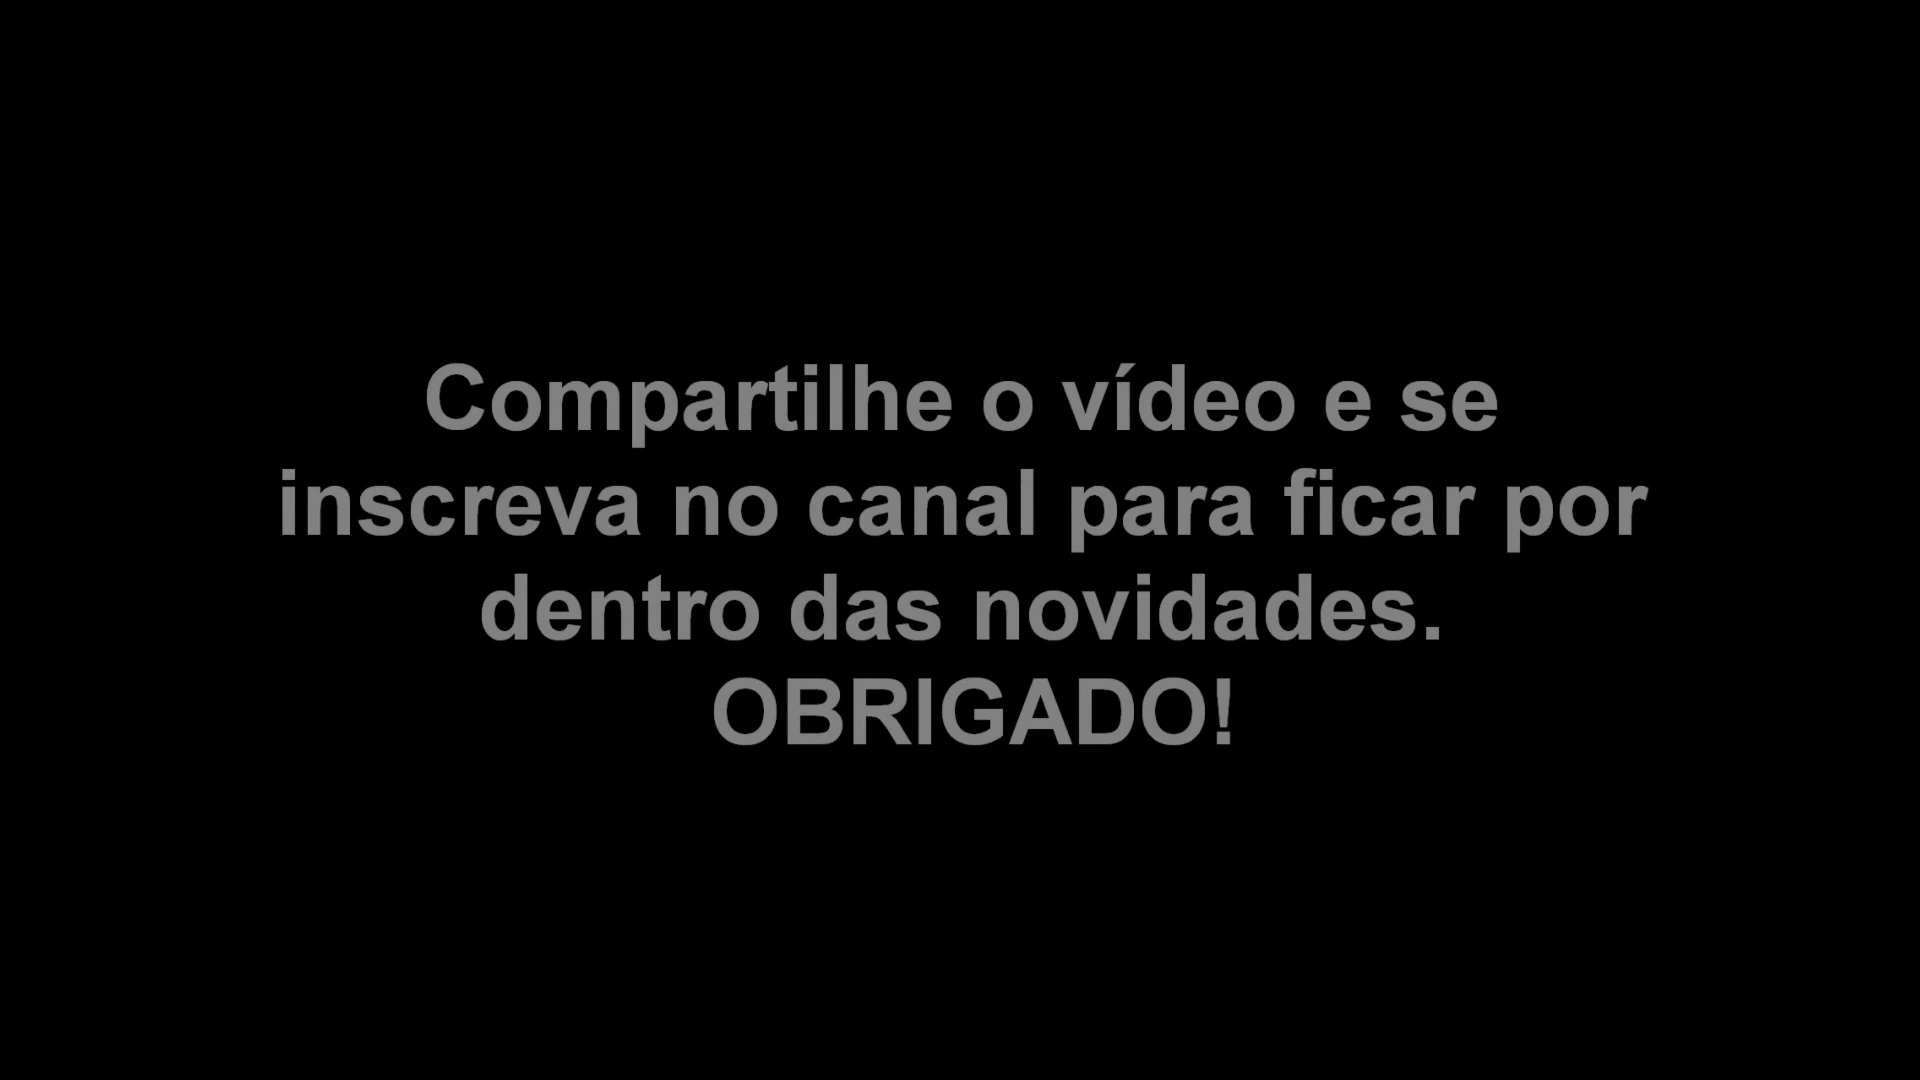 Compartilhe o vídeo e se
inscreva no canal para ficar por
dentro das novidades.
OBRIGADO!